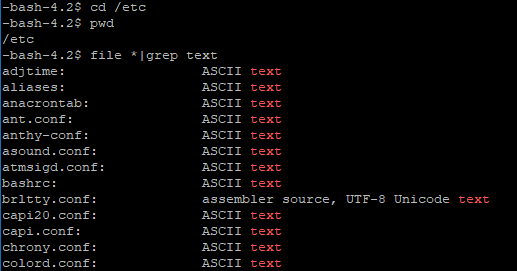 -bash-4.2$ cd /etc
-bash-4.2$ pwd
/etc
-bash-4.2$ file *|grep text
adjtime:                 ASCII text
aliases:                 ASCII text
anacrontab:              ASCII text
ant.conf:                ASCII text
anthy-conf:              ASCII text
asound.conf:             ASCII text
atmsigd.conf:            ASCII text
bashrc:                  ASCII text
brltty.conf:             assembler source, UTF-8 Unicode text
capi20.conf:             ASCII text
capi.conf:               ASCII text
chrony.conf:             ASCII text
colord.conf:             ASCII text